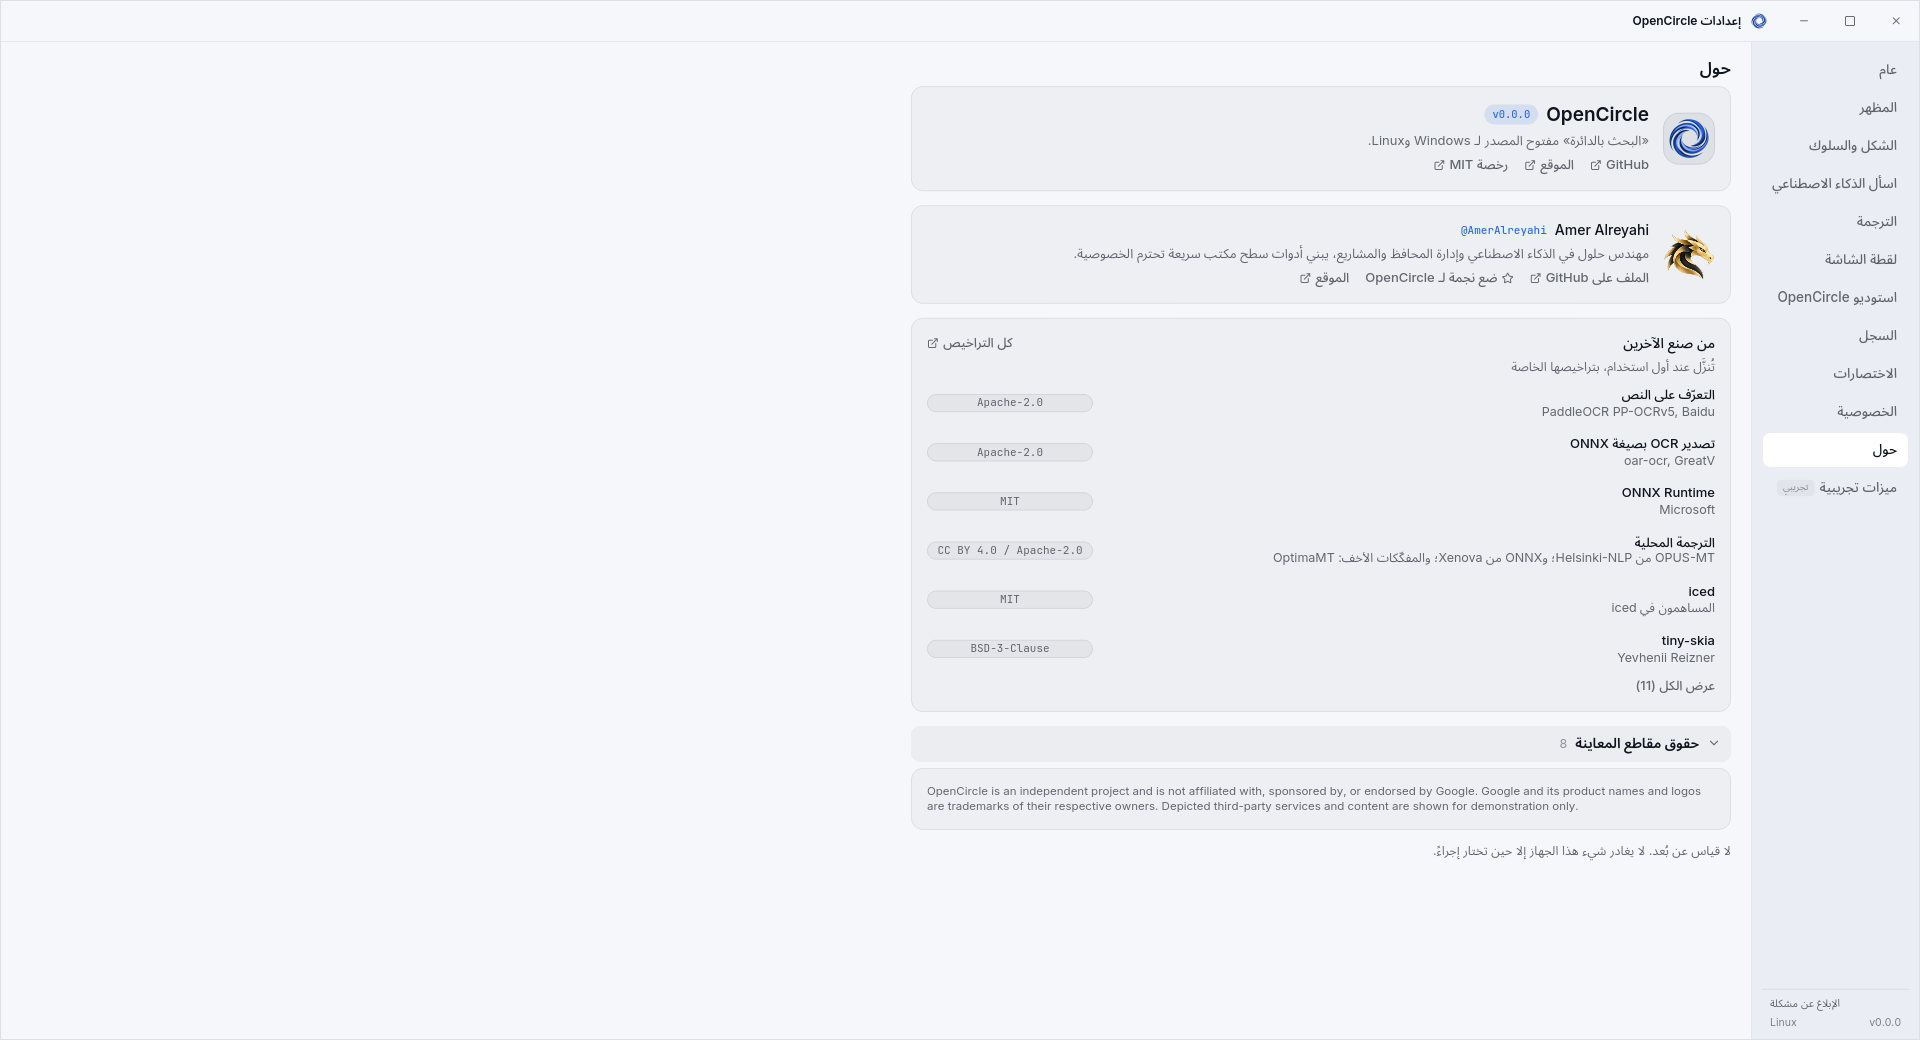 إعدادات OpenCircle
عام
المظهر
الشكل والسلوك
اسأل الذكاء الاصطناعي
الترجمة
لقطة الشاشة
استوديو OpenCircle
السجل
الاختصارات
الخصوصية
حول
ميزات تجريبية تجريبي
الإبلاغ عن مشكلة
v0.0.0 Linux
حول
OpenCircle v0.0.0
«البحث بالدائرة» مفتوح المصدر لـ Windows وLinux.
GitHub الموقع رخصة MIT
Amer Alreyahi @AmerAlreyahi
مهندس حلول في الذكاء الاصطناعي وإدارة المحافظ والمشاريع، يبني أدوات سطح مكتب سريعة تحترم الخصوصية.
الملف على GitHub ضع نجمة لـ OpenCircle الموقع
من صنع الآخرين كل التراخيص
تُنزَّل عند أول استخدام، بتراخيصها الخاصة
التعرّف على النص
PaddleOCR PP-OCRv5, Baidu
Apache-2.0
تصدير OCR بصيغة ONNX
oar-ocr, GreatV
Apache-2.0
ONNX Runtime
Microsoft
MIT
الترجمة المحلية
OPUS-MT من Helsinki-NLP؛ وONNX من Xenova؛ والمفكّكات الأخف: OptimaMT
CC BY 4.0 / Apache-2.0
iced
المساهمون في iced
MIT
tiny-skia
Yevhenii Reizner
BSD-3-Clause
عرض الكل (11)
حقوق مقاطع المعاينة 8
OpenCircle is an independent project and is not affiliated with, sponsored by, or endorsed by Google. Google and its product names and logos
are trademarks of their respective owners. Depicted third-party services and content are shown for demonstration only.
لا قياس عن بُعد. لا يغادر شيء هذا الجهاز إلا حين تختار إجراءً.